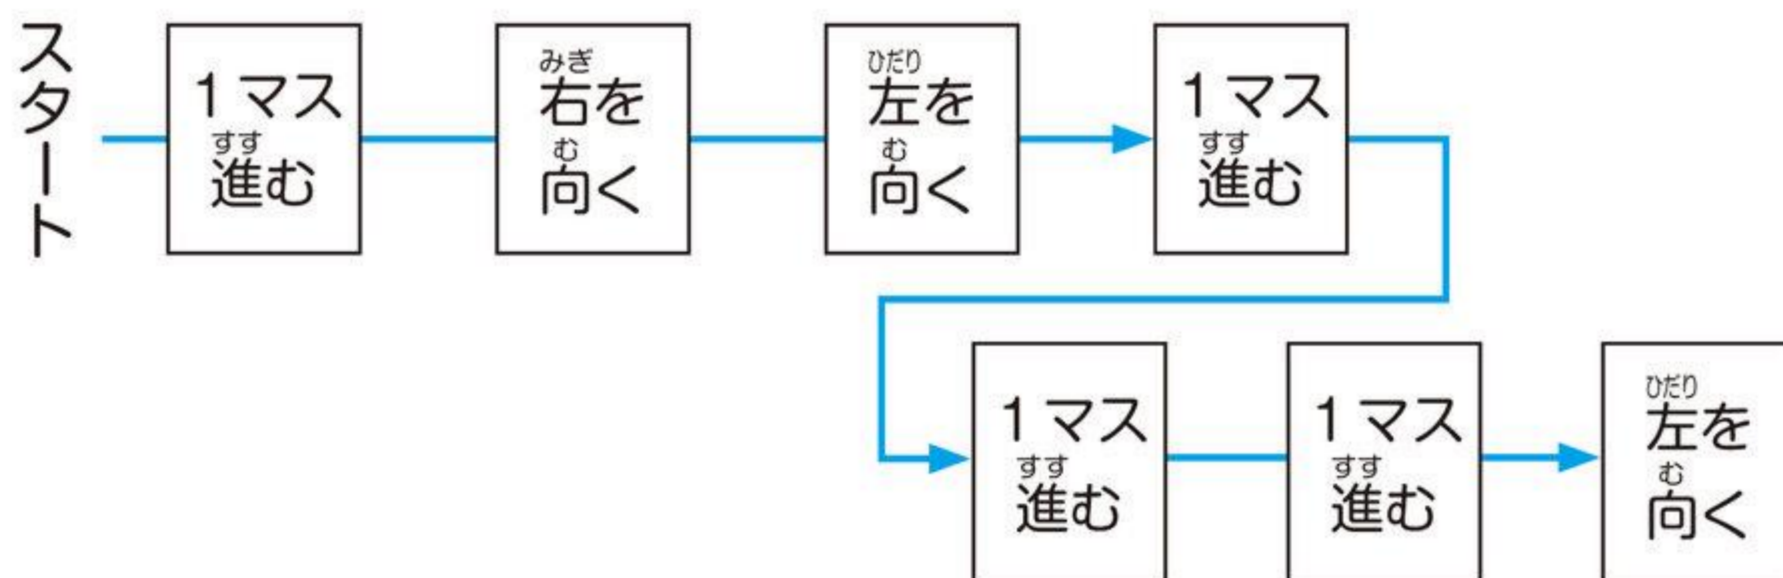 スタート
1マス
すす
進む
みぎ
右を
む
向く
ひだり
左を
む
向く
1マス
すす
進む
1マス
すす
進む
1マス
すす
進む
ひだり
左を
む
向く